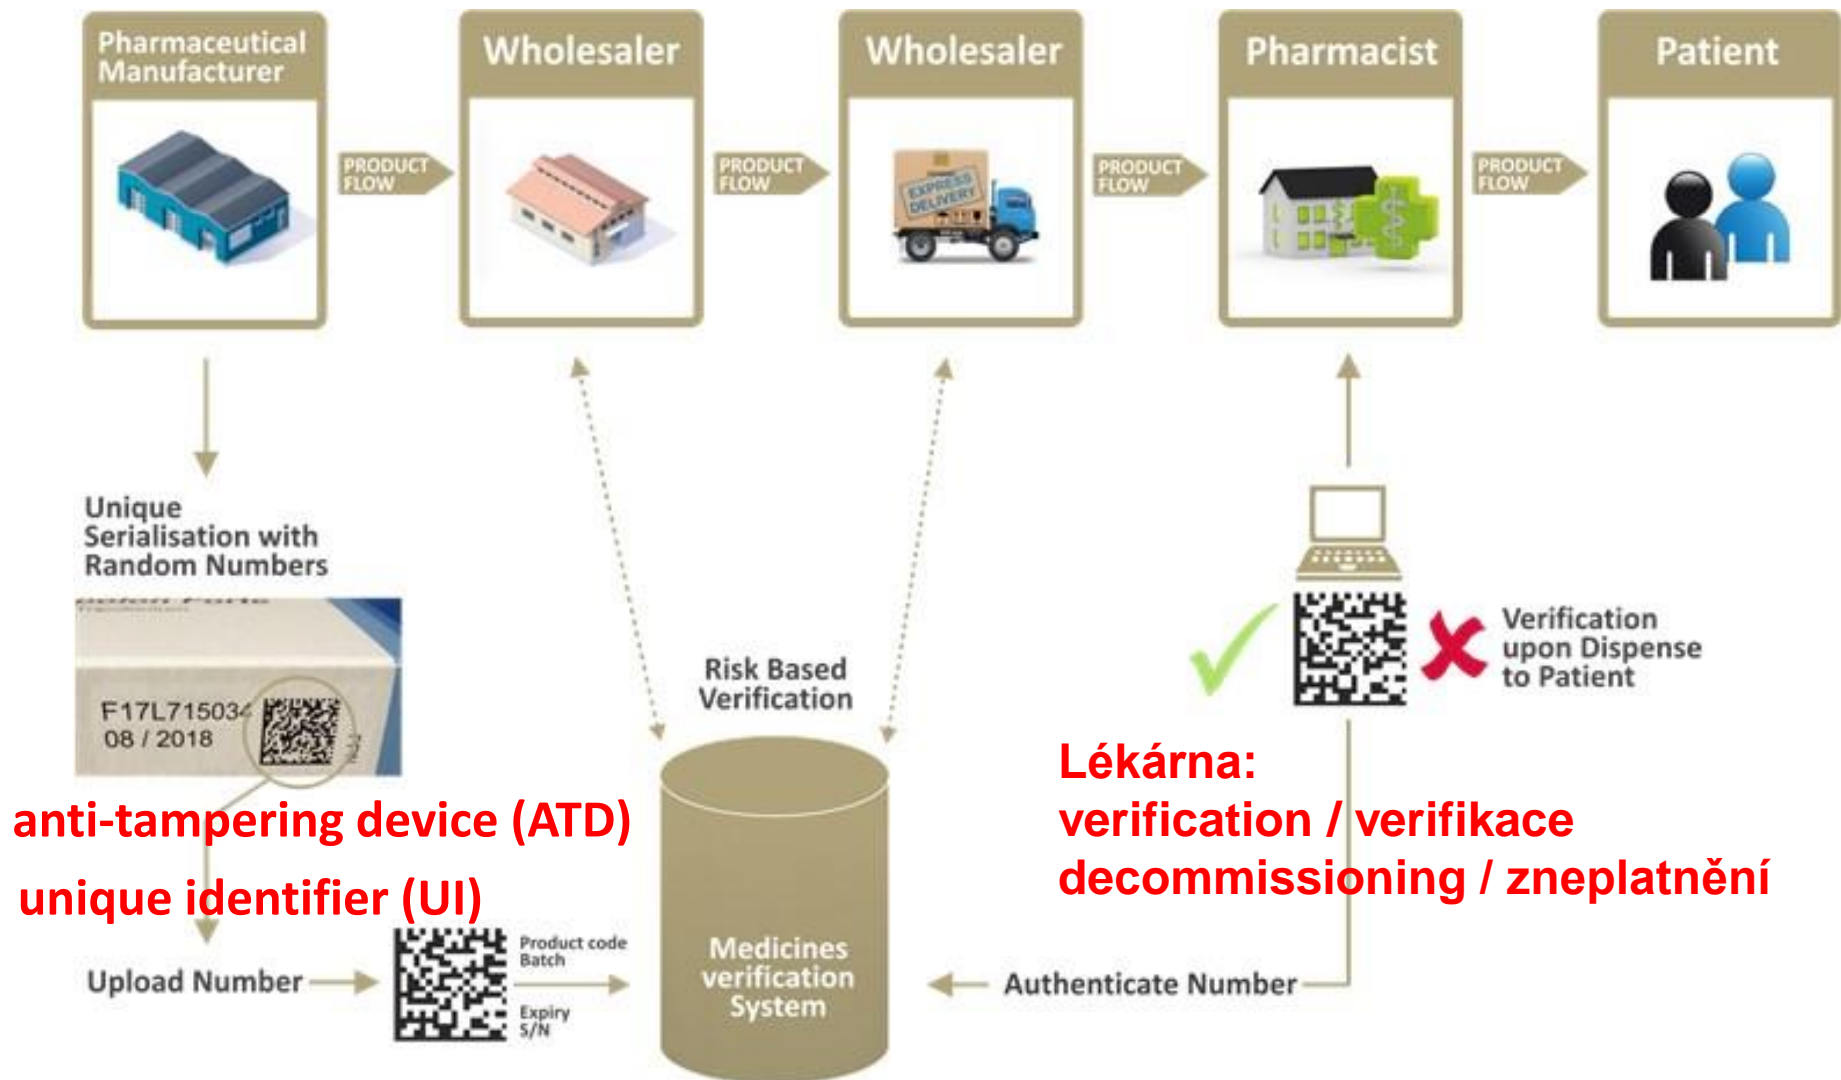 Pharmaceutical
Manufacturer
Wholesaler
Wholesaler
Pharmacist
Patient
PRODUCT
FLOW
PRODUCT
FLOW
EXPRESS
DELIVERY
PRODUCT
FLOW
PRODUCT
FLOW
Unique
Serialisation with
Random Numbers
F17L715034
08 / 2018
PPN
anti-tampering device (ATD)
unique identifier (UI)
Upload Number
Product code
Batch
Expiry
S/N
Risk Based
Verification
Medicines
verification
System
Verification
upon Dispense
to Patient
Lékárna:
verification / verifikace
decommissioning / zneplatnění
Authenticate Number